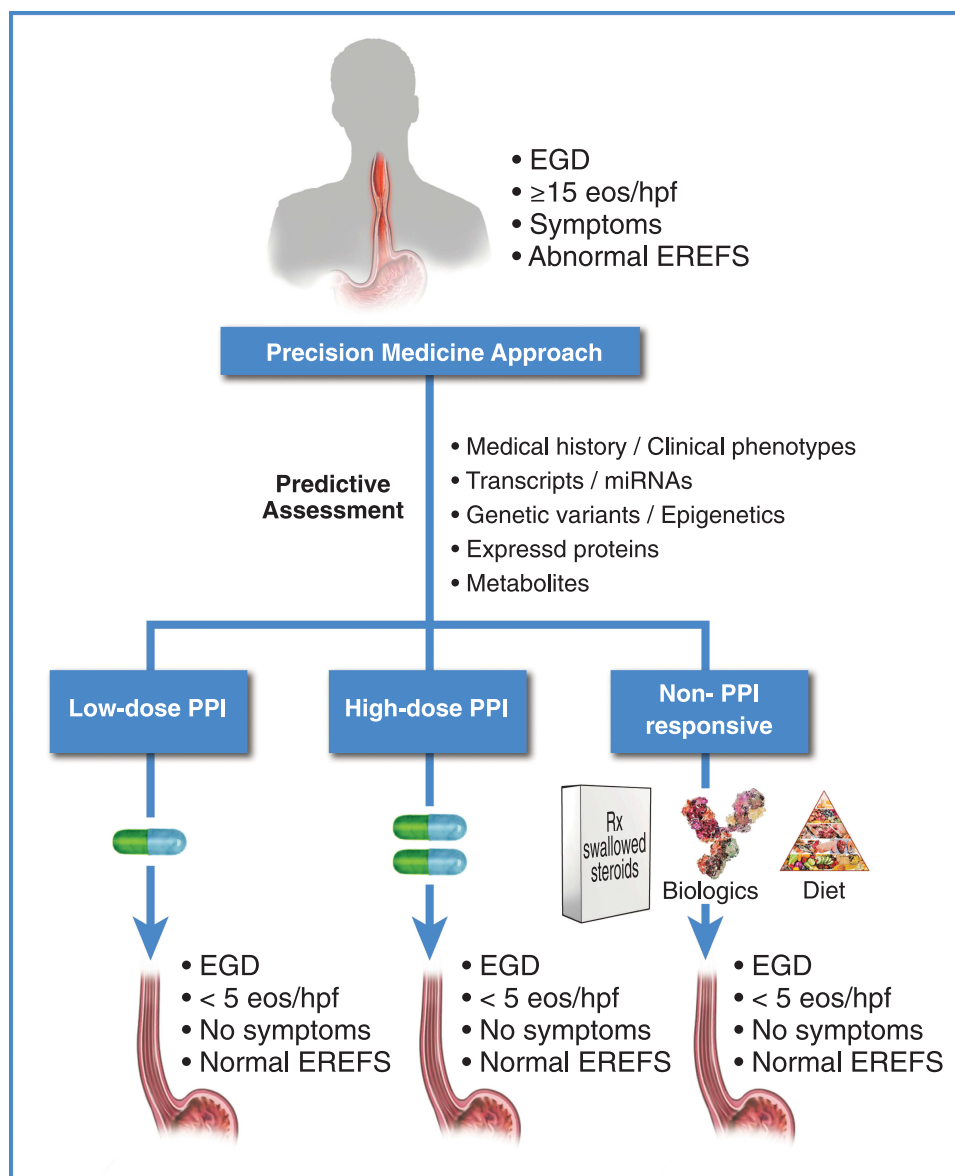 • EGD
• ≥15 eos/hpf
• Symptoms
• Abnormal EREFS
Precision Medicine Approach
Predictive
Assessment
• Medical history / Clinical phenotypes
• Transcripts / miRNAs
• Genetic variants / Epigenetics
• Expressd proteins
• Metabolites
Low-dose PPI
High-dose PPI
Non- PPI
responsive
Rx
swallowed
steroids
Biologics
Diet
• EGD
• < 5 eos/hpf
• No symptoms
• Normal EREFS
• EGD
• < 5 eos/hpf
• No symptoms
• Normal EREFS
• EGD
• < 5 eos/hpf
• No symptoms
• Normal EREFS